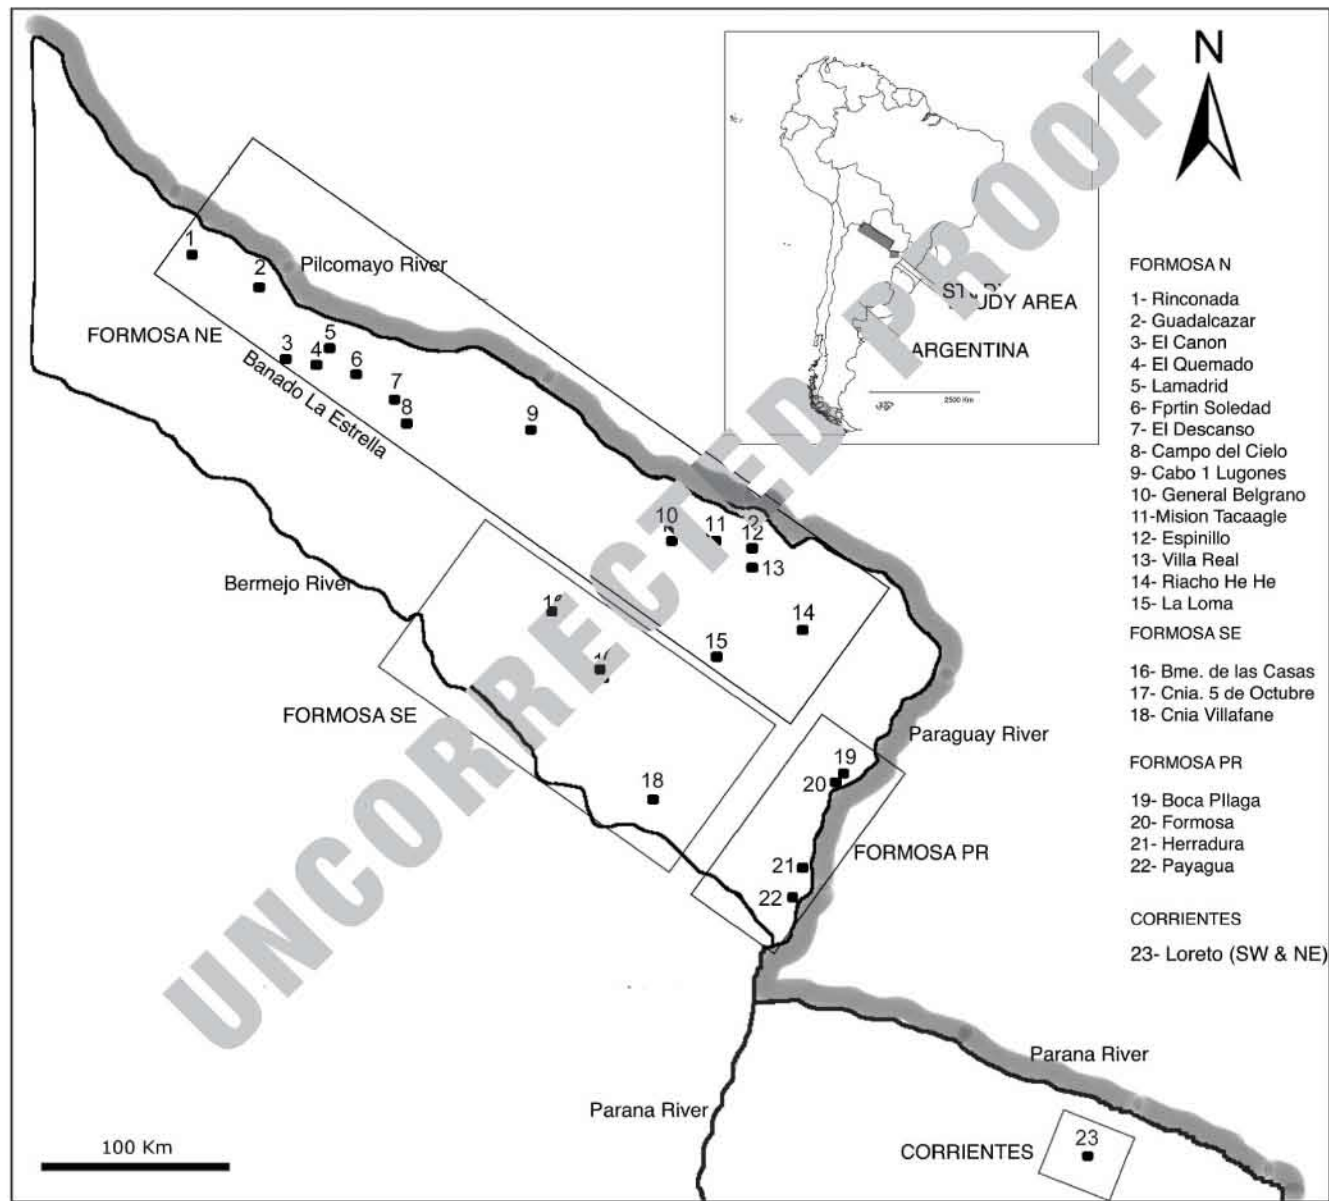 N
STUDY AREA
ARGENTINA
2500 Km
1
2
Pilcomayo River
FORMOSA NE
3
4
5
6
7
8
9
Banado La Estrella
10
11
12
13
14
15
Bermejo River
FORMOSA SE
18
Paraguay River
19
20
21
22
FORMOSA PR
Parana River
Parana River
CORRIENTES
23
100 Km
FORMOSA N
1- Rinconada
2- Guadalcazar
3- El Canon
4- El Quemado
5- Lamadrid
6- Fprtin Soledad
7- El Descanso
8- Campo del Cielo
9- Cabo 1 Lugones
10- General Belgrano
11-Mision Tacaagle
12- Espinillo
13- Villa Real
14- Riacho He He
15- La Loma
FORMOSA SE
16- Bme. de las Casas
17- Cnia. 5 de Octubre
18- Cnia Villafane
FORMOSA PR
19- Boca Pllaga
20- Formosa
21- Herradura
22- Payagua
CORRIENTES
23- Loreto (SW & NE)
UNCORRECTED PROOF